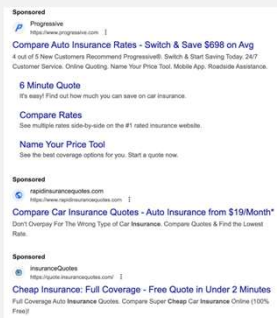 Sponsored
Progressive
https://www.progressive.com
Compare Auto Insurance Rates - Switch & Save $698 on Avg
4 out of 5 New Customers Recommend Progressive®. Switch & Start Saving Today. 24/7
Customer Service. Online Quoting. Name Your Price Tool. Mobile App. Roadside Assistance.
6 Minute Quote
It's easy! Find out how much you can save on car insurance.
Compare Rates
See multiple rates side-by-side on the #1 rated insurance website.
Name Your Price Tool
See the best coverage options for you. Start a quote now.
Sponsored
rapidinsurancequotes.com
https://www.rapidinsurancequotes.com
Compare Car Insurance Quotes - Auto Insurance from $19/Month*
Don't Overpay For The Wrong Type of Car Insurance. Compare Quotes & Find the Lowest
Rate.
Sponsored
insuranceQuotes
https://quote.insurancequotes.com/
Cheap Insurance: Full Coverage - Free Quote in Under 2 Minutes
Full Coverage Auto Insurance Quotes. Compare Super Cheap Car Insurance Online (100%
Free)!